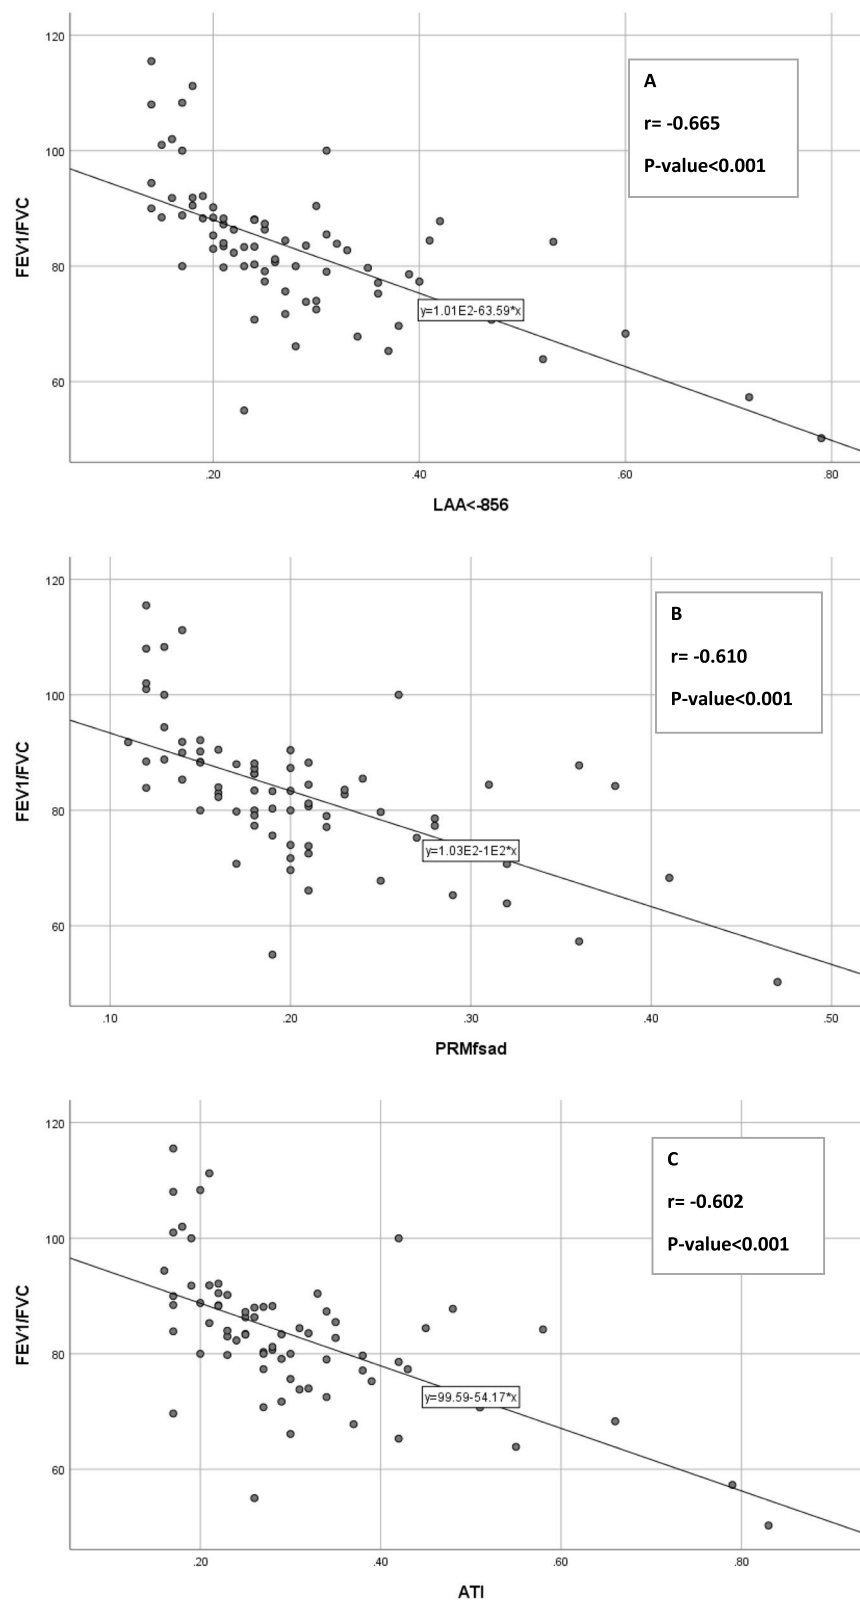 120
100
80
60
FEV1/FVC
A
r= -0.665
P-value<0.001
y=1.01E2-63.59*x
.20
.40
.60
.80
LAA<-856
120
100
80
60
FEV1/FVC
B
r= -0.610
P-value<0.001
y=1.03E2-1E2*x
.10
.20
.30
.40
.50
PRMfsad
120
100
80
60
FEV1/FVC
C
r= -0.602
P-value<0.001
y=99.59-54.17*x
.20
.40
.60
.80
ATI